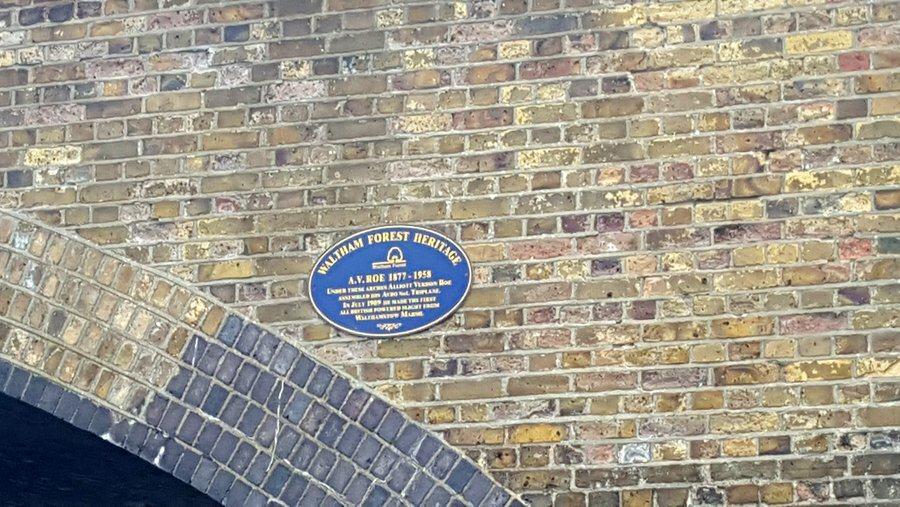 WALTHAM FOREST HERITAGE
Waltham Forest
A.V. ROE 1877 - 1958
UNDER THESE ARCHES ALLIOTT VERDON ROE
ASSEMBLED HIS AVRO No1. TRIPLANE.
IN JULY 1909 HE MADE THE FIRST
ALL BRITISH POWERED FLIGHT FROM
WALTHAMSTOW MARSH.